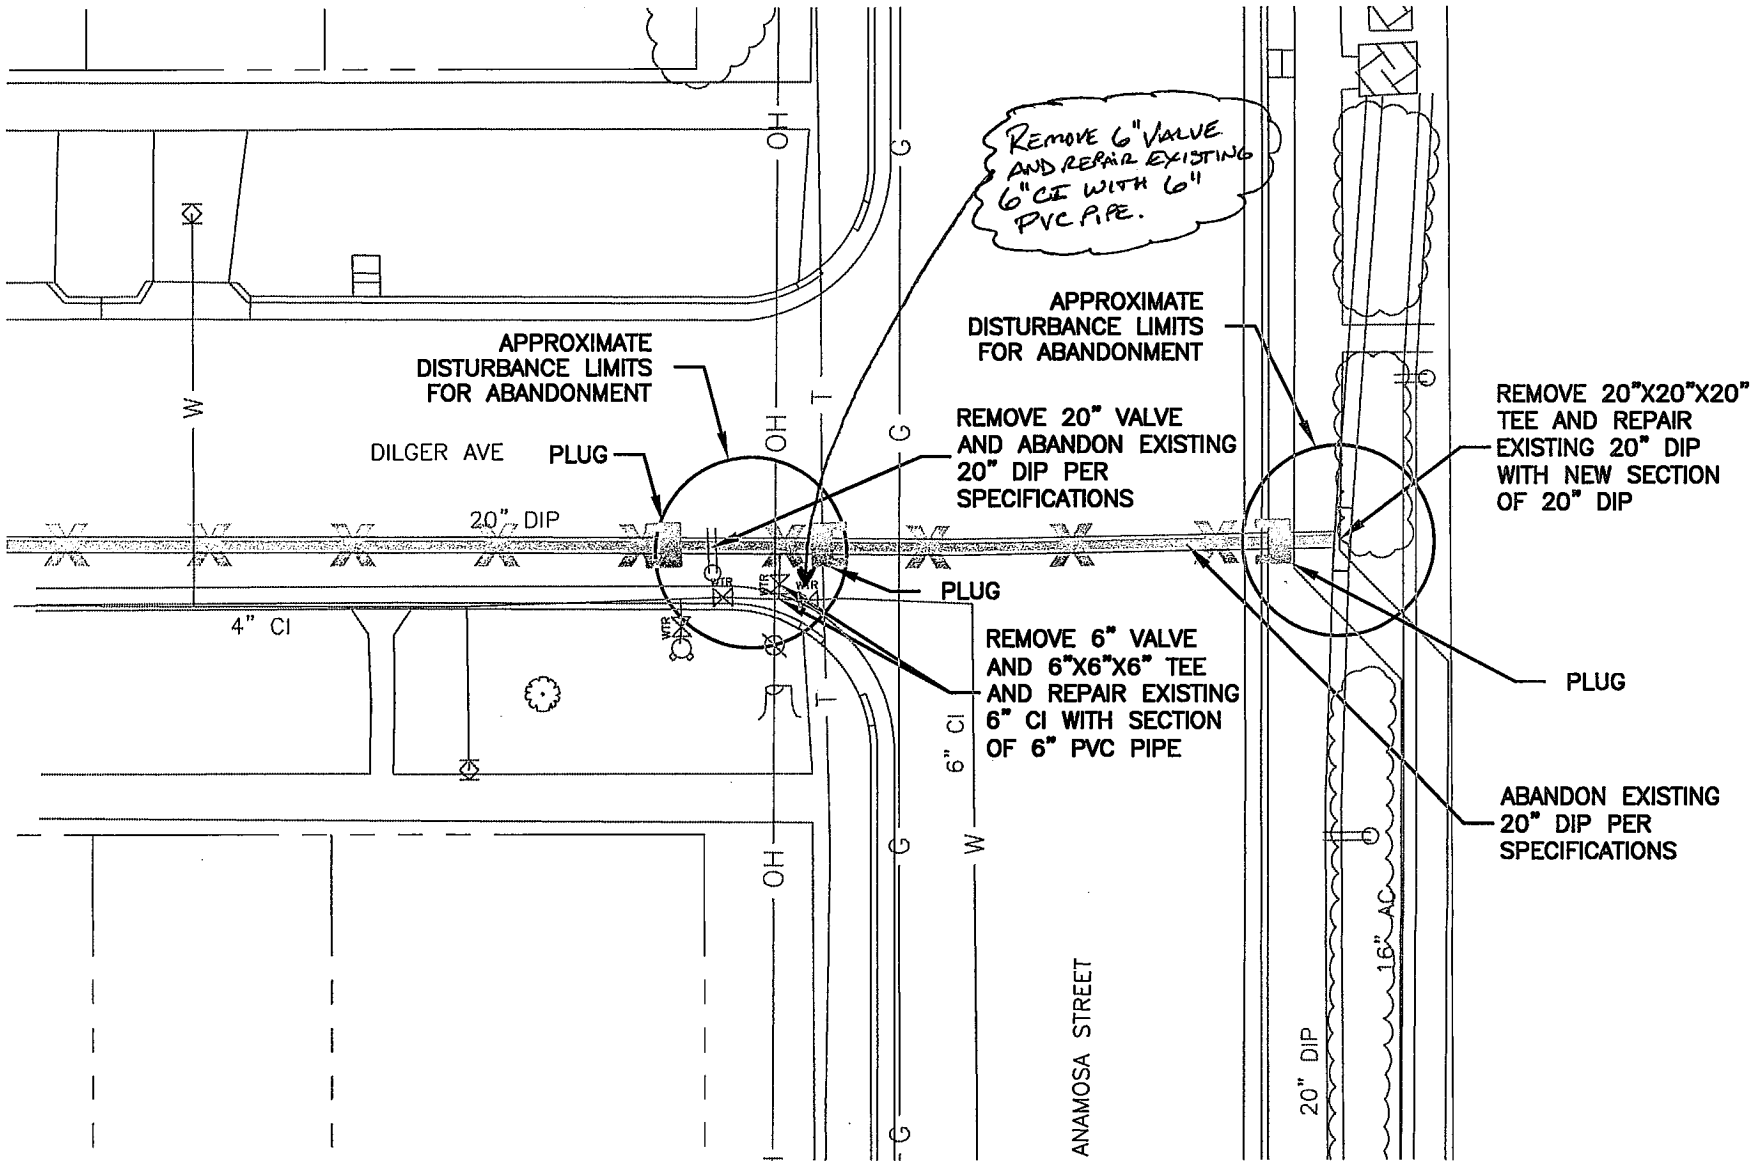 OH
G
REMOVE 6" VALVE
AND REPAIR EXISTING
6" CI WITH 6"
PVC PIPE.
APPROXIMATE
DISTURBANCE LIMITS
FOR ABANDONMENT
APPROXIMATE
DISTURBANCE LIMITS
FOR ABANDONMENT
W
OH
T
G
REMOVE 20" VALVE
AND ABANDON EXISTING
20" DIP PER
SPECIFICATIONS
REMOVE 20"X20"X20"
TEE AND REPAIR
EXISTING 20" DIP
WITH NEW SECTION
OF 20" DIP
DILGER AVE
PLUG
20" DIP
WTR
WTR
WTR
WTR
PLUG
4" CI
REMOVE 6" VALVE
AND 6"X6"X6" TEE
AND REPAIR EXISTING
6" CI WITH SECTION
OF 6" PVC PIPE
T
PLUG
6" CI
W
OH
G
ABANDON EXISTING
20" DIP PER
SPECIFICATIONS
16" AC
ANAMOSA STREET
20" DIP
G